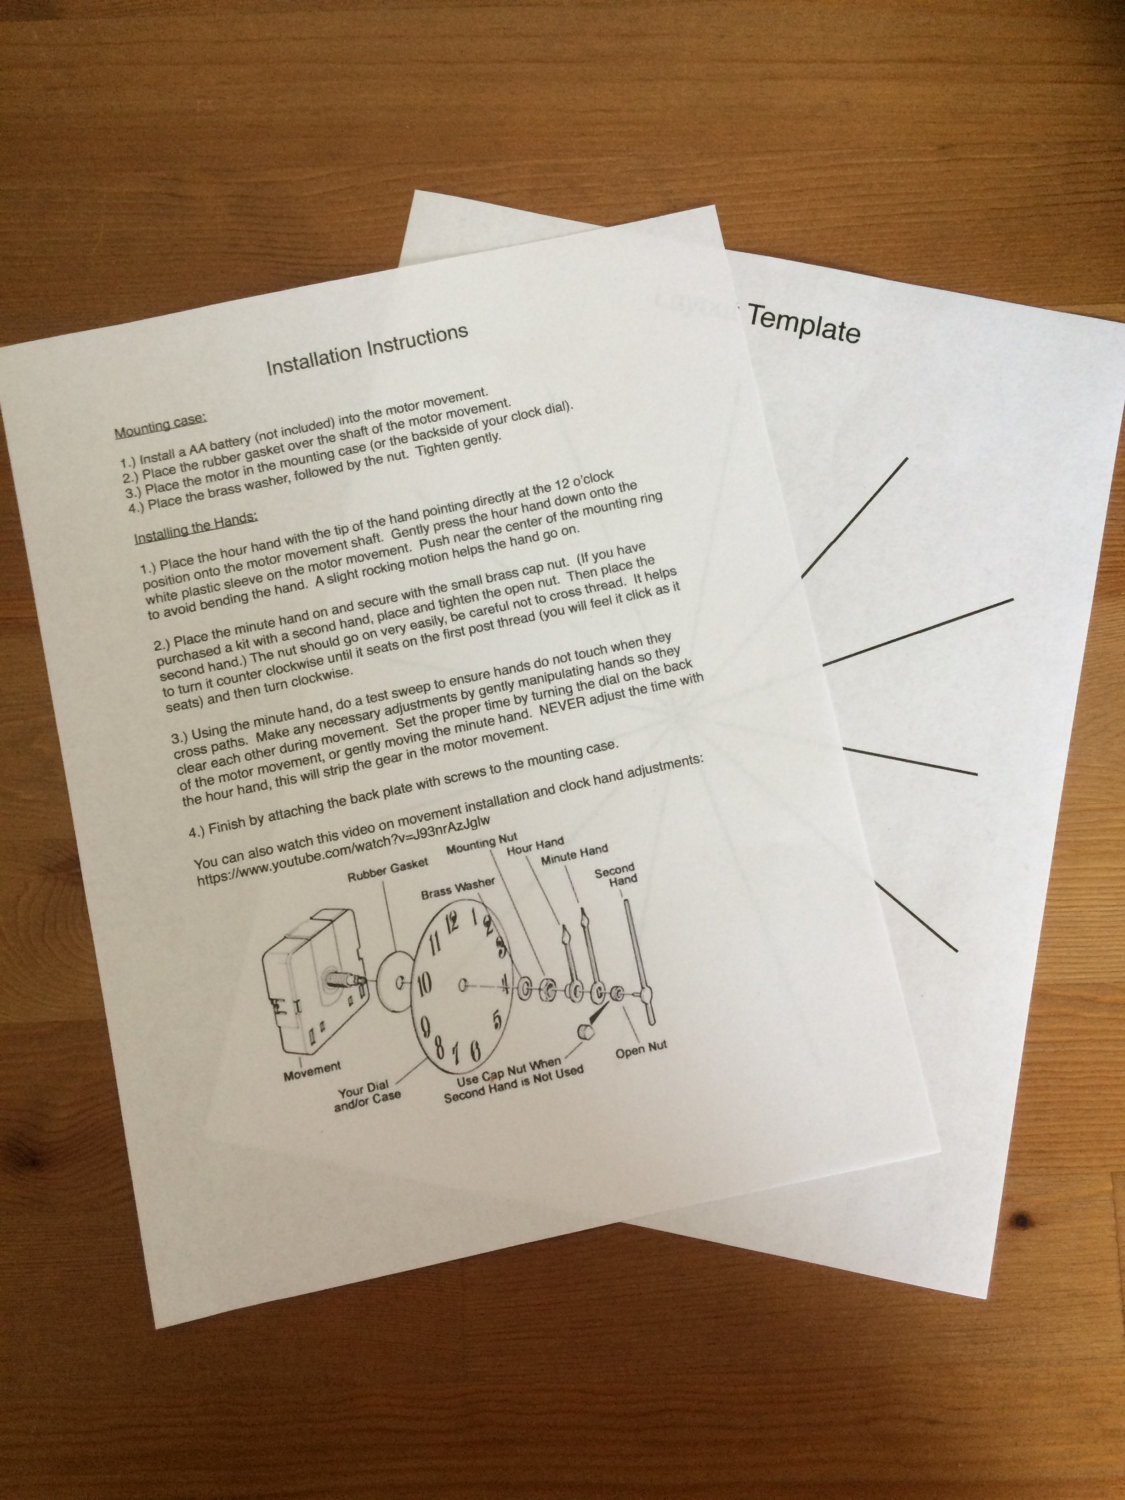 Installation Instructions
Mounting case:
1.) Install a AA battery (not included) into the motor movement.
2.) Place the rubber gasket over the shaft of the motor movement.
3.) Place the motor in the mounting case (or the backside of your clock dial).
4.) Place the brass washer, followed by the nut. Tighten gently.
Installing the Hands:
1.) Place the hour hand with the tip of the hand pointing directly at the 12 o'clock
position onto the motor movement shaft. Gently press the hour hand down onto the
white plastic sleeve on the motor movement. Push near the center of the mounting ring
to avoid bending the hand. A slight rocking motion helps the hand go on.
2.) Place the minute hand on and secure with the small brass cap nut. (If you have
purchased a kit with a second hand, place and tighten the open nut. Then place the
second hand.) The nut should go on very easily, be careful not to cross thread. It helps
to turn it counter clockwise until it seats on the first post thread (you will feel it click as it
seats) and then turn clockwise.
3.) Using the minute hand, do a test sweep to ensure hands do not touch when they
cross paths. Make any necessary adjustments by gently manipulating hands so they
clear each other during movement. Set the proper time by turning the dial on the back
of the motor movement, or gently moving the minute hand. NEVER adjust the time with
the hour hand, this will strip the gear in the motor movement.
4.) Finish by attaching the back plate with screws to the mounting case.
You can also watch this video on movement installation and clock hand adjustments:
https://www.youtube.com/watch?v=J93nrAzJglw
Rubber Gasket
Mounting Nut
Hour Hand
Minute Hand
Brass Washer
Second
Hand
12 1 2 3 4 5 6 7 8 9 10 11
Movement
Your Dial
and/or Case
Use Cap Nut When
Second Hand is Not Used
Open Nut
Template